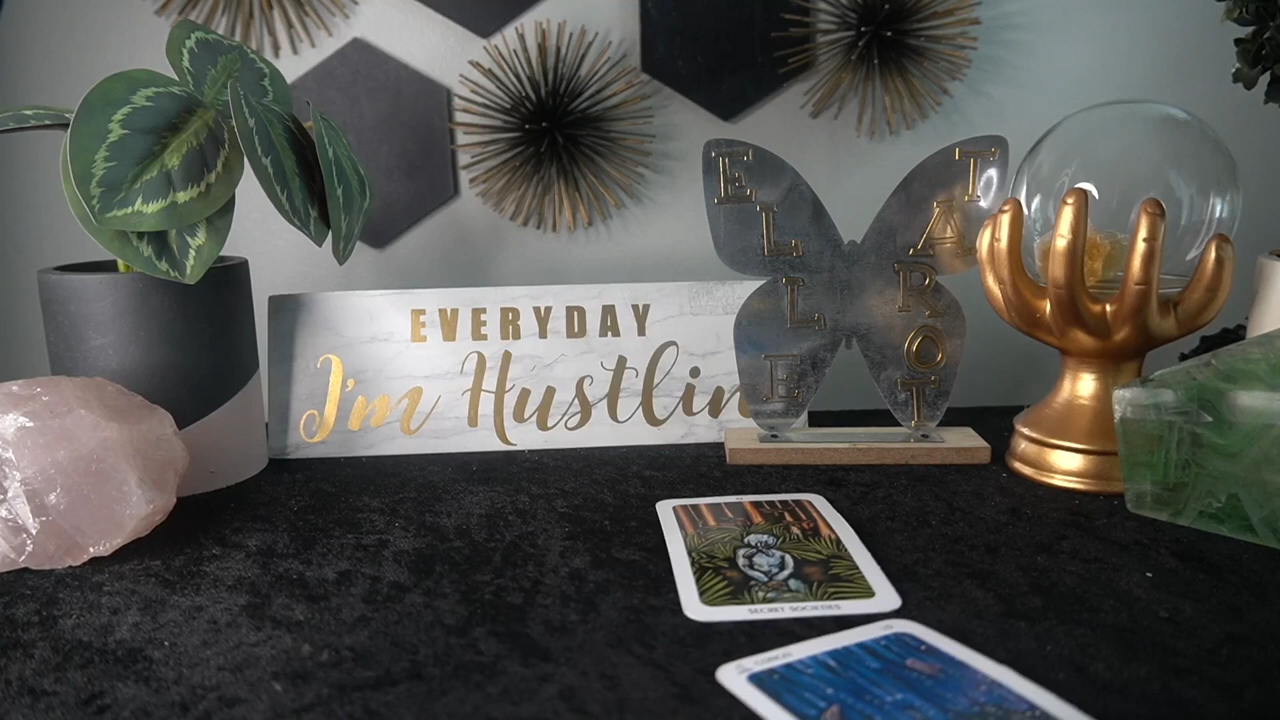 EVERYDAY
I'm Hustlin
ELLE
TAROT
SECRET SOCIETIES